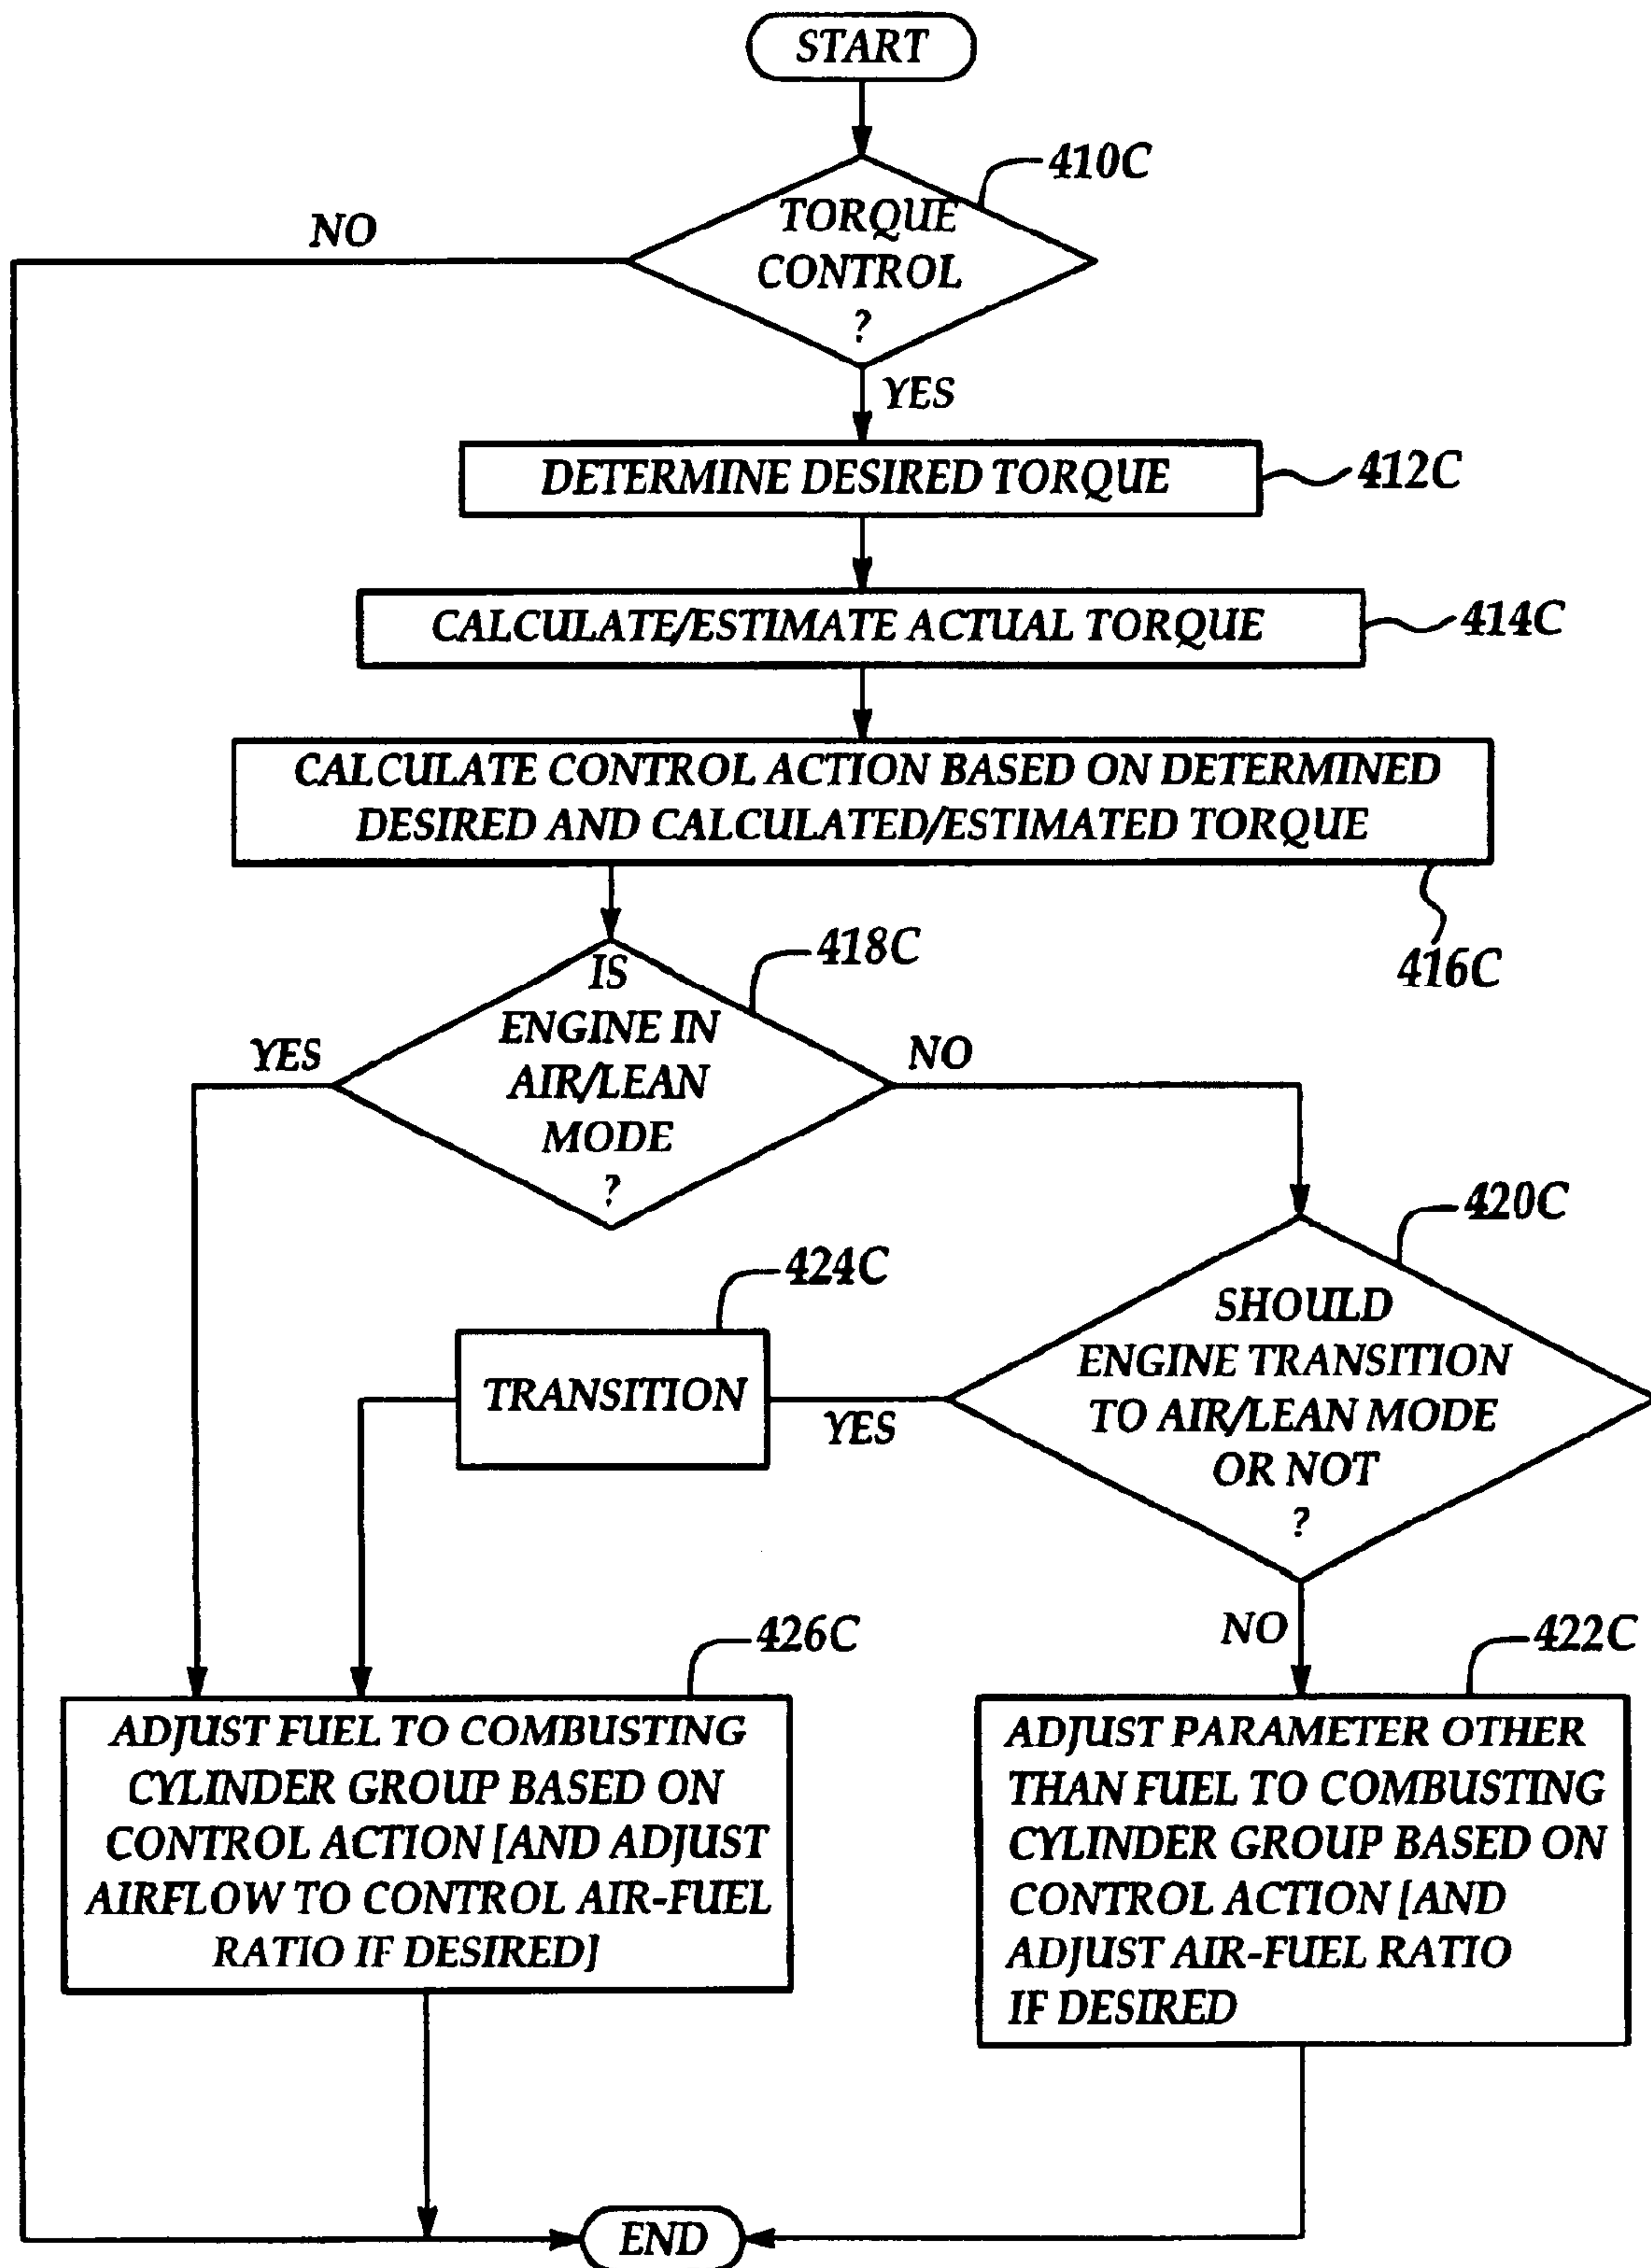 START
410C
TORQUE
CONTROL
?
NO
YES
DETERMINE DESIRED TORQUE
412C
CALCULATE/ESTIMATE ACTUAL TORQUE
414C
CALCULATE CONTROL ACTION BASED ON DETERMINED
DESIRED AND CALCULATED/ESTIMATED TORQUE
416C
418C
IS
ENGINE IN
AIR/LEAN
MODE
?
YES
NO
420C
SHOULD
ENGINE TRANSITION
TO AIR/LEAN MODE
OR NOT
?
424C
TRANSITION
YES
NO
426C
ADJUST FUEL TO COMBUSTING
CYLINDER GROUP BASED ON
CONTROL ACTION [AND ADJUST
AIRFLOW TO CONTROL AIR-FUEL
RATIO IF DESIRED]
422C
ADJUST PARAMETER OTHER
THAN FUEL TO COMBUSTING
CYLINDER GROUP BASED ON
CONTROL ACTION [AND
ADJUST AIR-FUEL RATIO
IF DESIRED
END